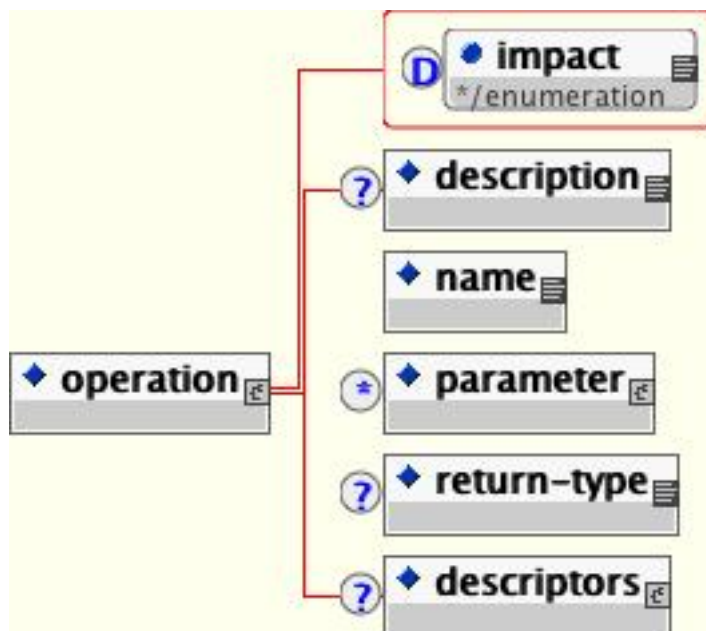 D impact
*/enumeration
? description
name
operation
* parameter
? return-type
? descriptors